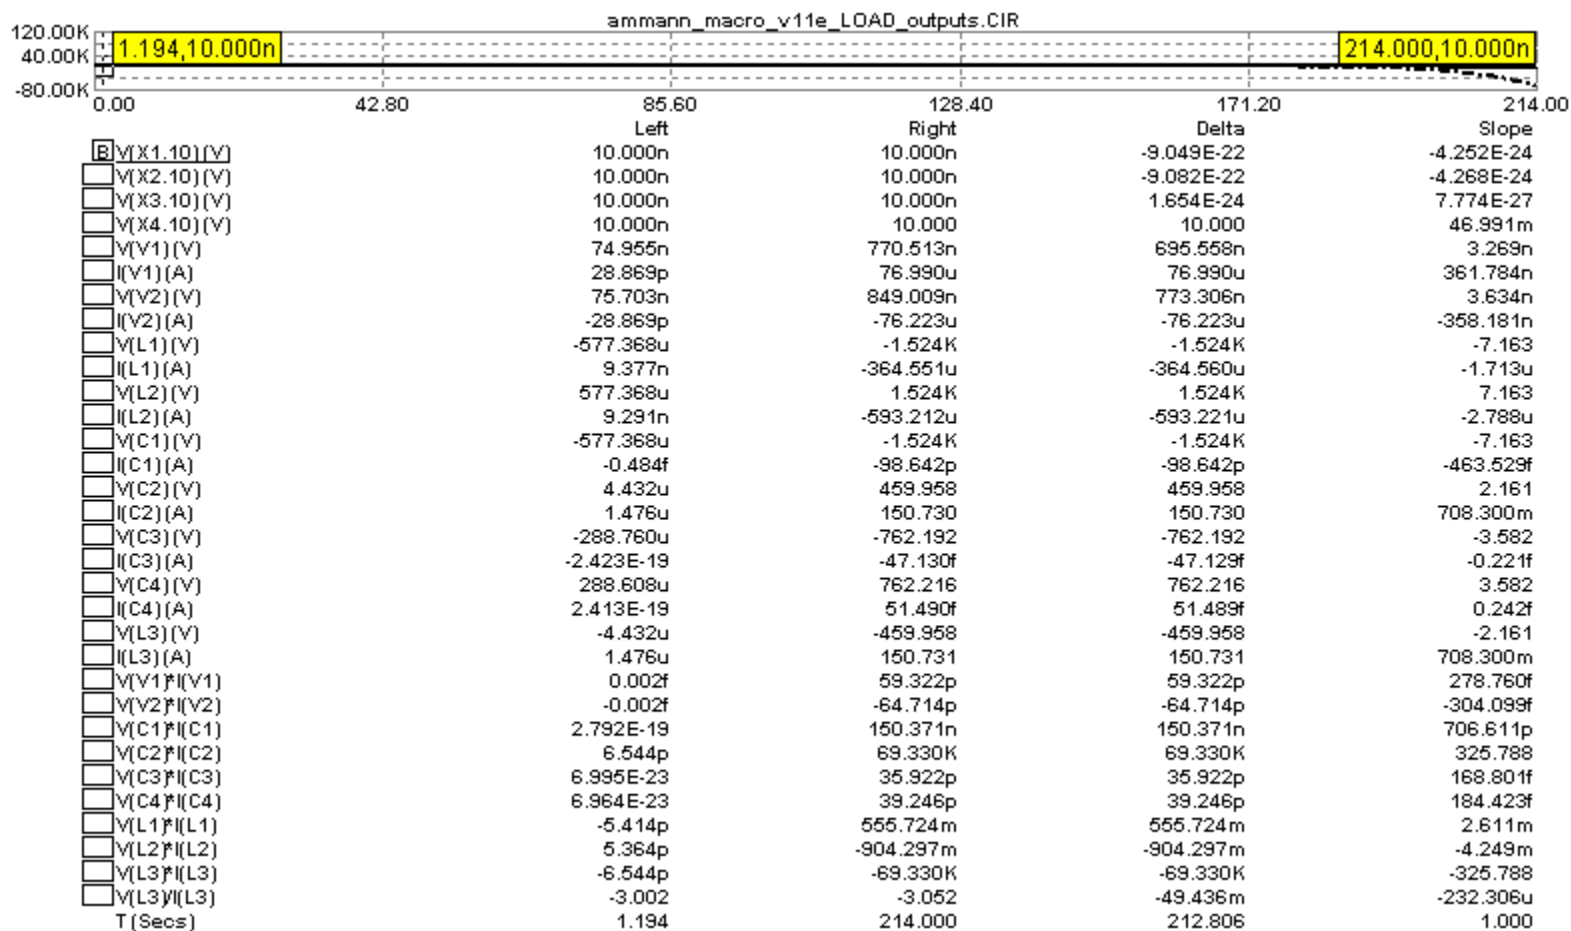 ammann_macro_v11e_LOAD_outputs.CIR
120.00K
40.00K
-80.00K
1.194,10.000n 214.000,10.000n
0.00 42.80 85.60 128.40 171.20 214.00
Left Right Delta Slope
B V(X1.10)(V) 10.000n 10.000n -9.049E-22 -4.252E-24
V(X2.10)(V) 10.000n 10.000n -9.082E-22 -4.268E-24
V(X3.10)(V) 10.000n 10.000n 1.654E-24 7.774E-27
V(X4.10)(V) 10.000n 10.000 10.000 46.991m
V(V1)(V) 74.955n 770.513n 695.558n 3.269n
I(V1)(A) 28.869p 76.990u 76.990u 361.784n
V(V2)(V) 75.703n 849.009n 773.306n 3.634n
I(V2)(A) -28.869p -76.223u -76.223u -358.181n
V(L1)(V) -577.368u -1.524K -1.524K -7.163
I(L1)(A) 9.377n -364.551u -364.560u -1.713u
V(L2)(V) 577.368u 1.524K 1.524K 7.163
I(L2)(A) 9.291n -593.212u -593.221u -2.788u
V(C1)(V) -577.368u -1.524K -1.524K -7.163
I(C1)(A) -0.484f -98.642p -98.642p -463.529f
V(C2)(V) 4.432u 459.958 459.958 2.161
I(C2)(A) 1.476u 150.730 150.730 708.300m
V(C3)(V) -288.760u -762.192 -762.192 -3.582
I(C3)(A) -2.423E-19 -47.130f -47.129f -0.221f
V(C4)(V) 288.608u 762.216 762.216 3.582
I(C4)(A) 2.413E-19 51.490f 51.489f 0.242f
V(L3)(V) -4.432u -459.958 -459.958 -2.161
I(L3)(A) 1.476u 150.731 150.731 708.300m
V(V1)*I(V1) 0.002f 59.322p 59.322p 278.760f
V(V2)*I(V2) -0.002f -64.714p -64.714p -304.099f
V(C1)*I(C1) 2.792E-19 150.371n 150.371n 706.611p
V(C2)*I(C2) 6.544p 69.330K 69.330K 325.788
V(C3)*I(C3) 6.995E-23 35.922p 35.922p 168.801f
V(C4)*I(C4) 6.964E-23 39.246p 39.246p 184.423f
V(L1)*I(L1) -5.414p 555.724m 555.724m 2.611m
V(L2)*I(L2) 5.364p -904.297m -904.297m -4.249m
V(L3)*I(L3) -6.544p -69.330K -69.330K -325.788
V(L3)/I(L3) -3.002 -3.052 -49.436m -232.306u
T (Secs) 1.194 214.000 212.806 1.000